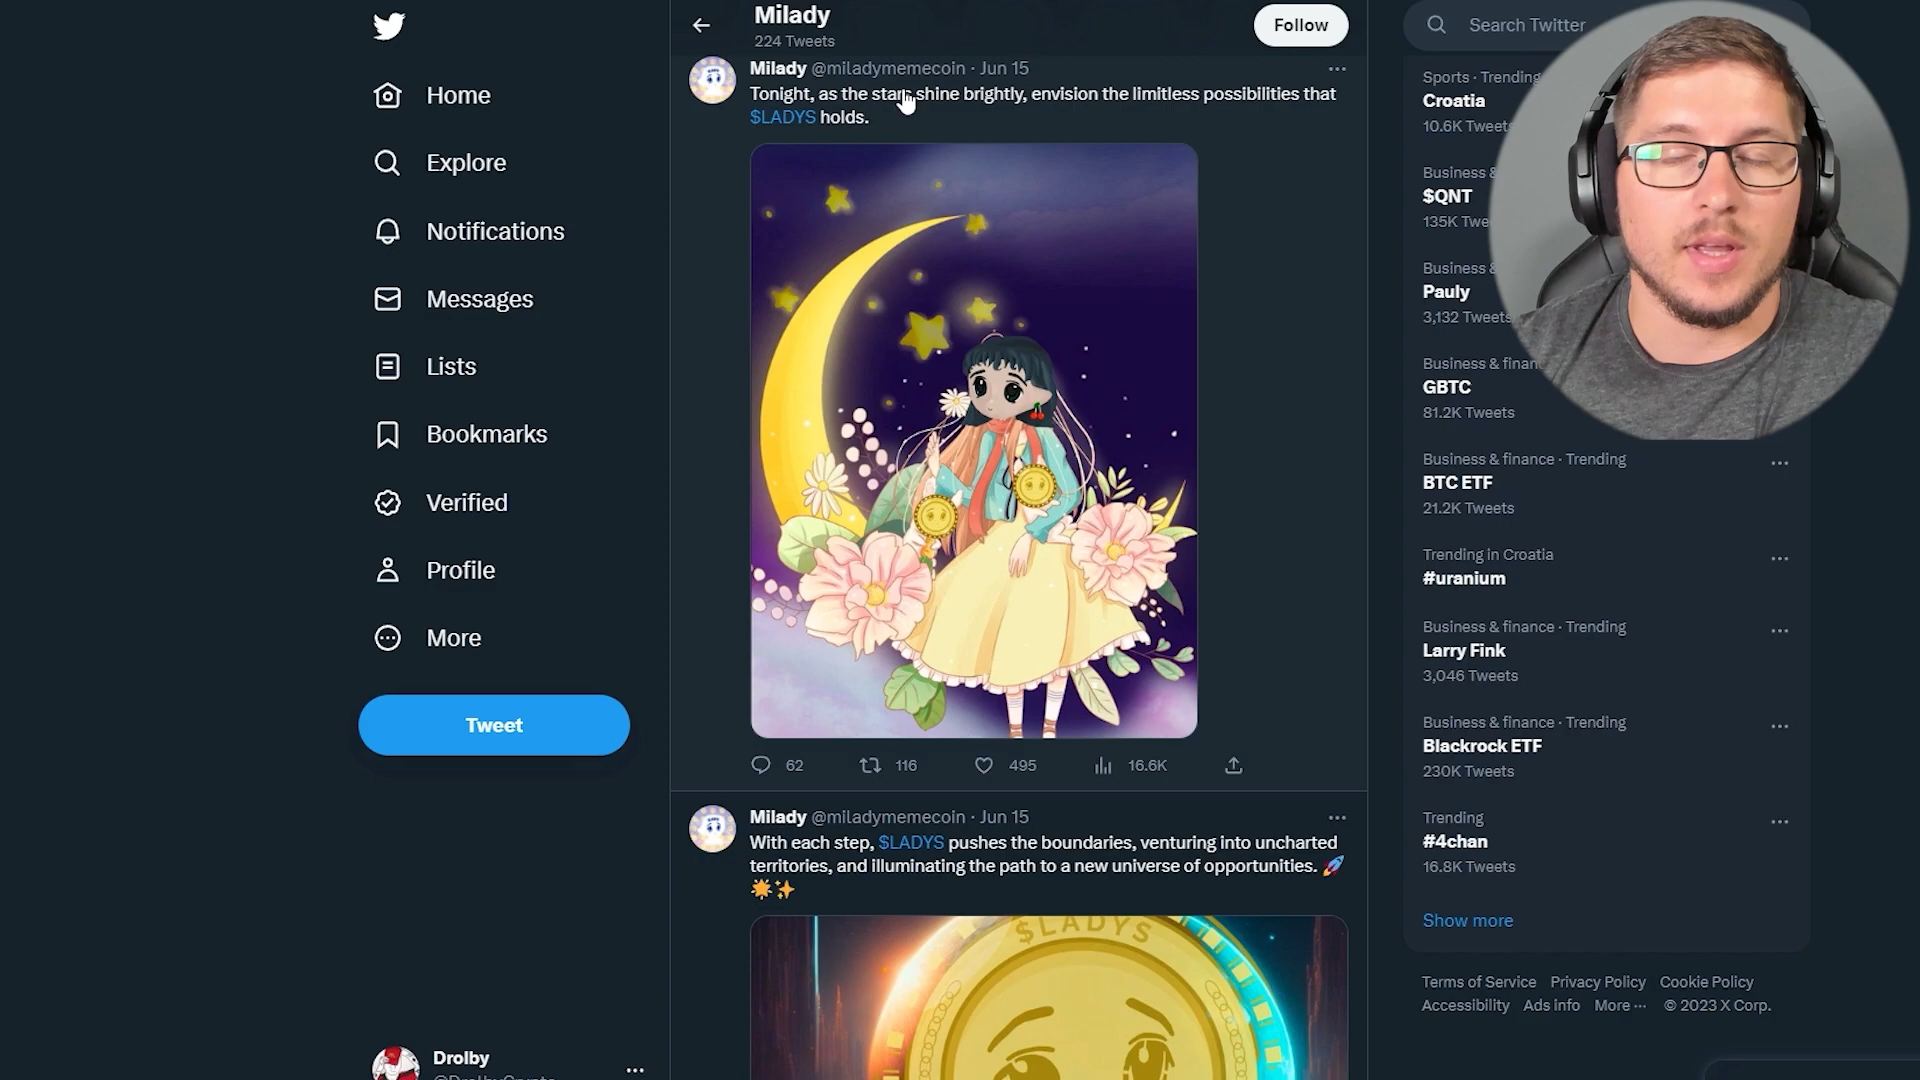 Home
Explore
Notifications
Messages
Lists
Bookmarks
Verified
Profile
More
Tweet
Drolby
Milady
224 Tweets
Follow
Milady @miladymemecoin · Jun 15
Tonight, as the stars shine brightly, envision the limitless possibilities that
$LADYS holds.
62 116 495 16.6K
Milady @miladymemecoin · Jun 15
With each step, $LADYS pushes the boundaries, venturing into uncharted
territories, and illuminating the path to a new universe of opportunities. 🚀
🌟✨
$LADYS
Search Twitter
Sports · Trending
Croatia
10.6K Tweets
Business &
$QNT
135K Twe
Business &
Pauly
3,132 Tweets
Business & finan
GBTC
81.2K Tweets
Business & finance · Trending
BTC ETF
21.2K Tweets
Trending in Croatia
#uranium
Business & finance · Trending
Larry Fink
3,046 Tweets
Business & finance · Trending
Blackrock ETF
230K Tweets
Trending
#4chan
16.8K Tweets
Show more
Terms of Service Privacy Policy Cookie Policy
Accessibility Ads info More ··· © 2023 X Corp.